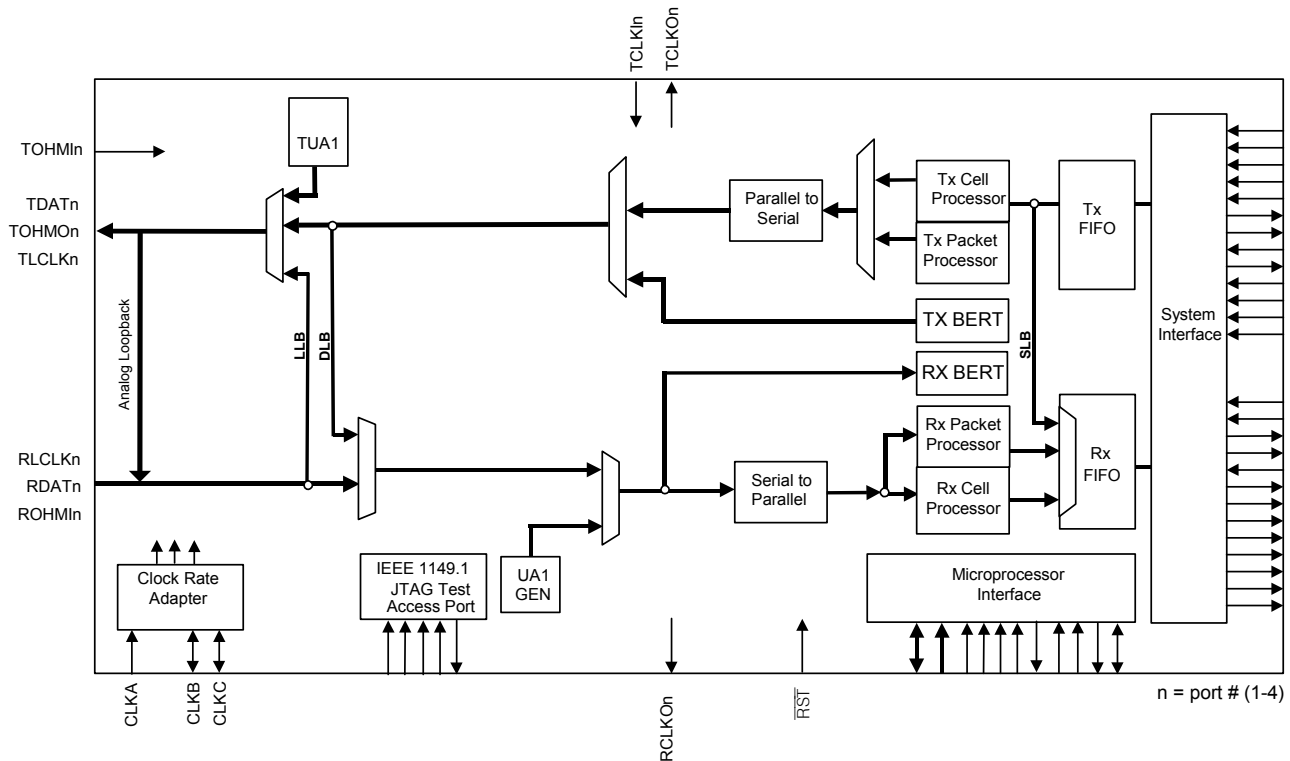 TCLKIn
TCLKOn
TOHMIn
TUA1
TDATn
TOHMOn
TLCLKn
Parallel to
Serial
Tx Cell
Processor
Tx Packet
Processor
Tx
FIFO
System
Interface
TX BERT
RX BERT
Analog Loopback
LLB
DLB
SLB
RLCLKn
RDATn
ROHMIn
Serial to
Parallel
Rx Packet
Processor
Rx Cell
Processor
Rx
FIFO
Clock Rate
Adapter
IEEE 1149.1
JTAG Test
Access Port
UA1
GEN
Microprocessor
Interface
CLKA
CLKB
CLKC
RCLKOn
RST
n = port # (1-4)